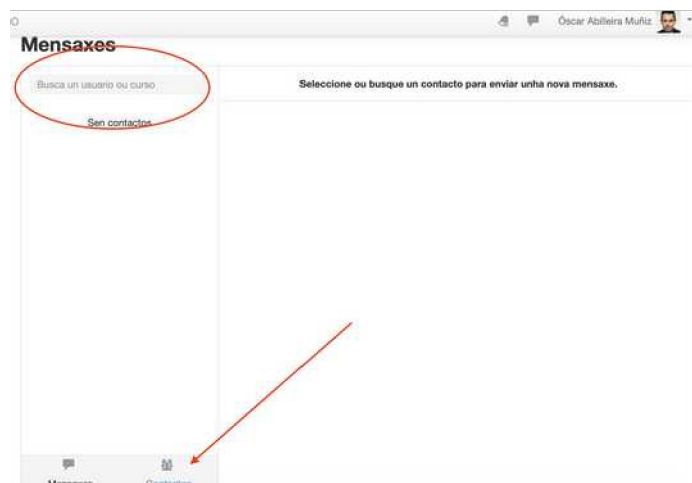 Óscar Abilleira Muñiz
Mensaxes
Busca un usuario ou curso
Seleccione ou busque un contacto para enviar unha nova mensaxe.
Sen contactos
Mensaxes
Contactos